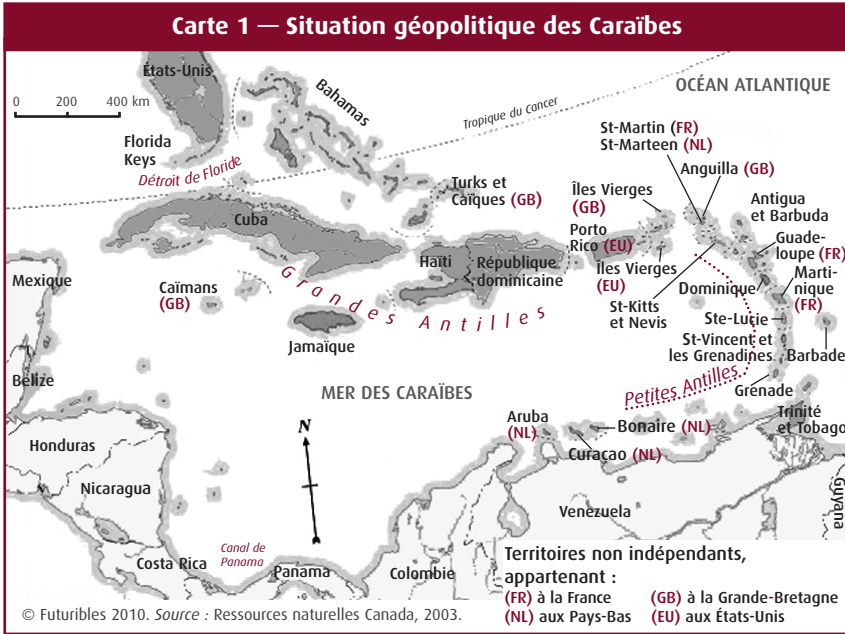 Carte 1 — Situation géopolitique des Caraïbes
États-Unis
OCÉAN ATLANTIQUE
0 200 400 km
Bahamas
Tropique du Cancer
Florida
Keys
Détroit de Floride
St-Martin (FR)
St-Marteen (NL)
Anguilla (GB)
Turks et
Caïques (GB)
Îles Vierges
(GB)
Antigua
et Barbuda
Cuba
Porto
Rico (EU)
Guade-
loupe (FR)
Haïti
République
dominicaine
Îles Vierges
(EU)
Mexique
Caïmans
(GB)
Grandes Antilles
Dominique
Marti-
nique
(FR)
St-Kitts
et Nevis
Ste-Lucie
Jamaïque
St-Vincent et
les Grenadines
Barbade
Belize
MER DES CARAÏBES
Petites Antilles
Grenade
N
Aruba
(NL)
Bonaire (NL)
Trinité
et Tobago
Honduras
Curaçao (NL)
Nicaragua
Venezuela
Guyana
Canal de
Panama
Costa Rica
Panama
Colombie
Territoires non indépendants,
appartenant :
(FR) à la France (GB) à la Grande-Bretagne
(NL) aux Pays-Bas (EU) aux États-Unis
© Futuribles 2010. Source : Ressources naturelles Canada, 2003.